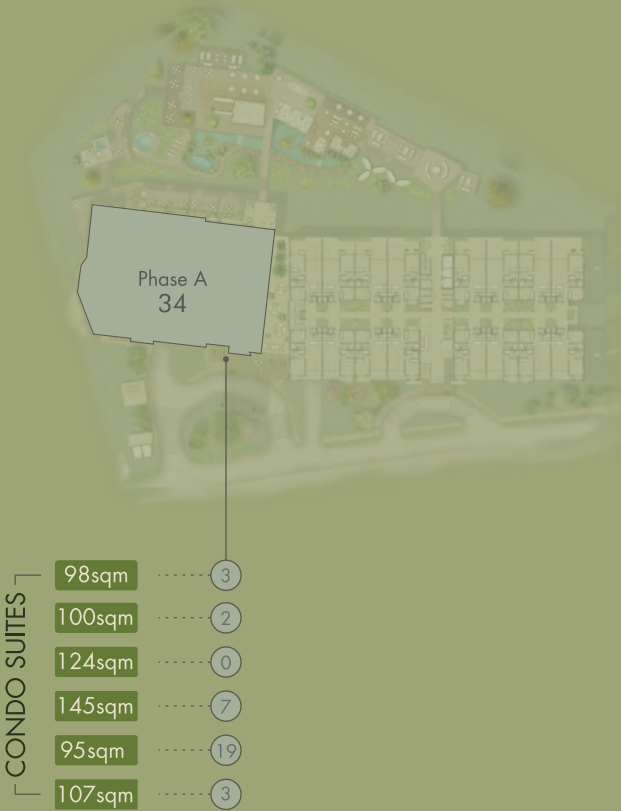 Phase A
34
CONDO SUITES
98sqm 3
100sqm 2
124sqm 0
145sqm 7
95sqm 19
107sqm 3